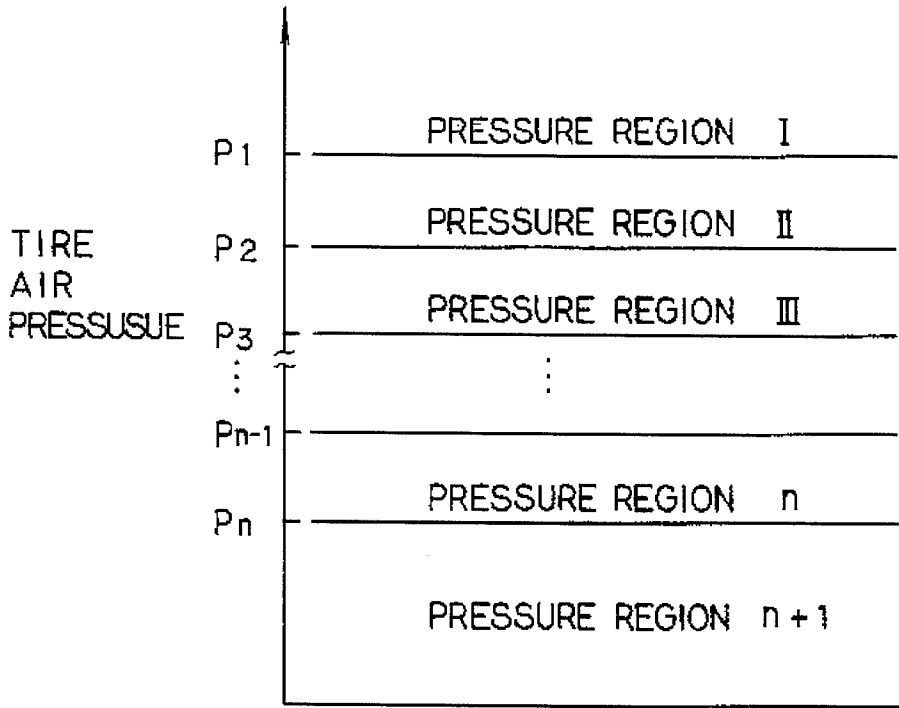 PRESSURE REGION I
P1
PRESSURE REGION II
P2
TIRE
AIR
PRESSUSUE
PRESSURE REGION III
P3
Pn-1
PRESSURE REGION n
Pn
PRESSURE REGION n+1